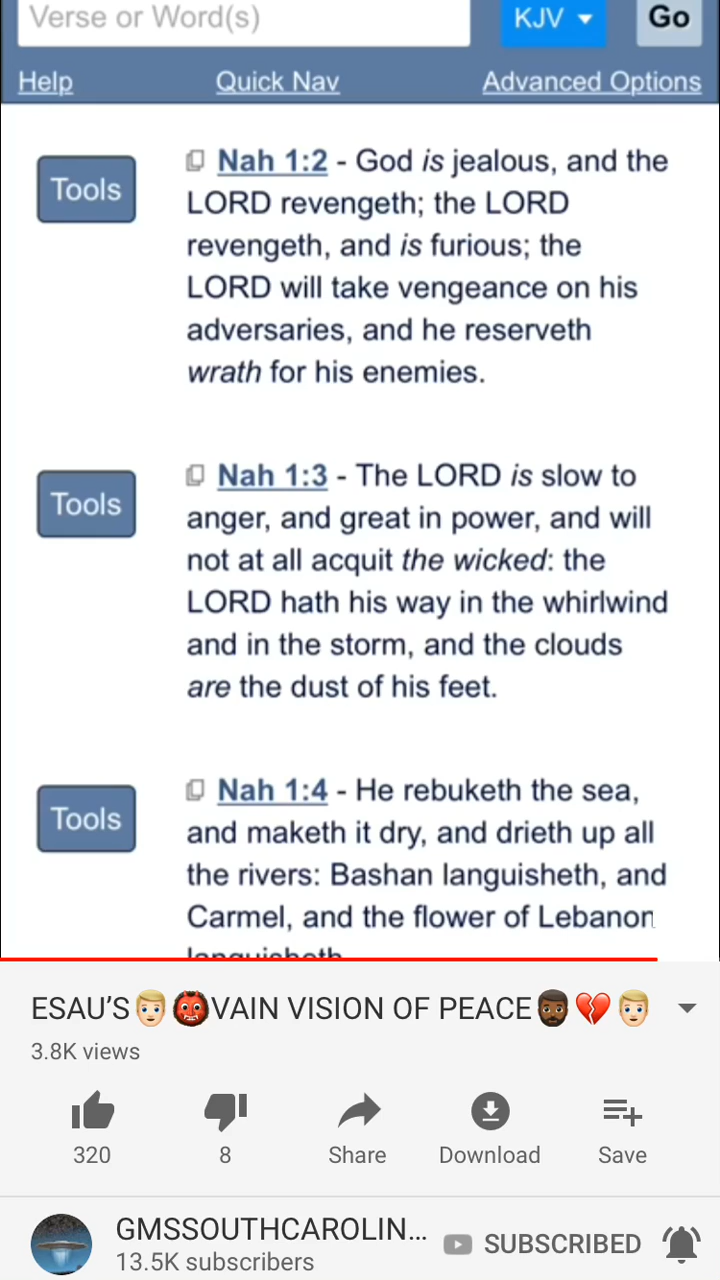 Verse or Word(s)
KJV
Go
Help
Quick Nav
Advanced Options
Tools
Nah 1:2 - God is jealous, and the
LORD revengeth; the LORD
revengeth, and is furious; the
LORD will take vengeance on his
adversaries, and he reserveth
wrath for his enemies.
Tools
Nah 1:3 - The LORD is slow to
anger, and great in power, and will
not at all acquit the wicked: the
LORD hath his way in the whirlwind
and in the storm, and the clouds
are the dust of his feet.
Tools
Nah 1:4 - He rebuketh the sea,
and maketh it dry, and drieth up all
the rivers: Bashan languisheth, and
Carmel, and the flower of Lebanon
languisheth
ESAU’S👱🏻👹VAIN VISION OF PEACE🧔🏿💔👱🏻
3.8K views
320
8
Share
Download
Save
GMSSOUTHCAROLIN...
13.5K subscribers
SUBSCRIBED